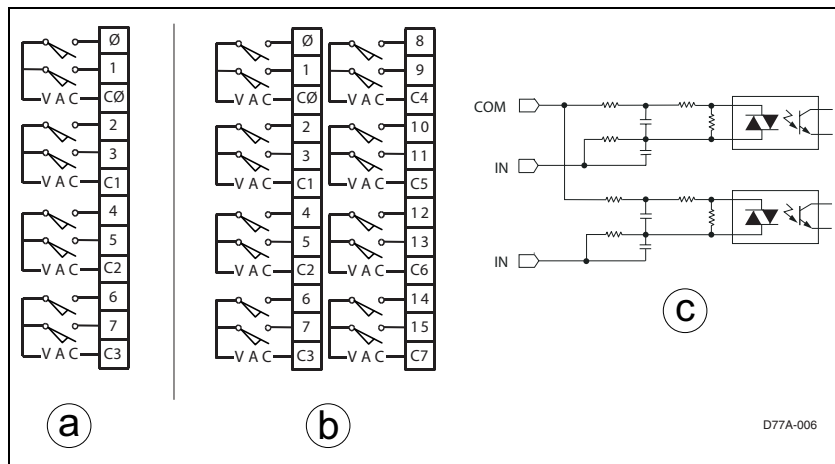 Ø
1
V A C CØ
2
3
V A C C1
4
5
V A C C2
6
7
V A C C3
a
Ø
1
V A C CØ
2
3
V A C C1
4
5
V A C C2
6
7
V A C C3
8
9
V A C C4
10
11
V A C C5
12
13
V A C C6
14
15
V A C C7
b
COM
IN
IN
c
D77A-006